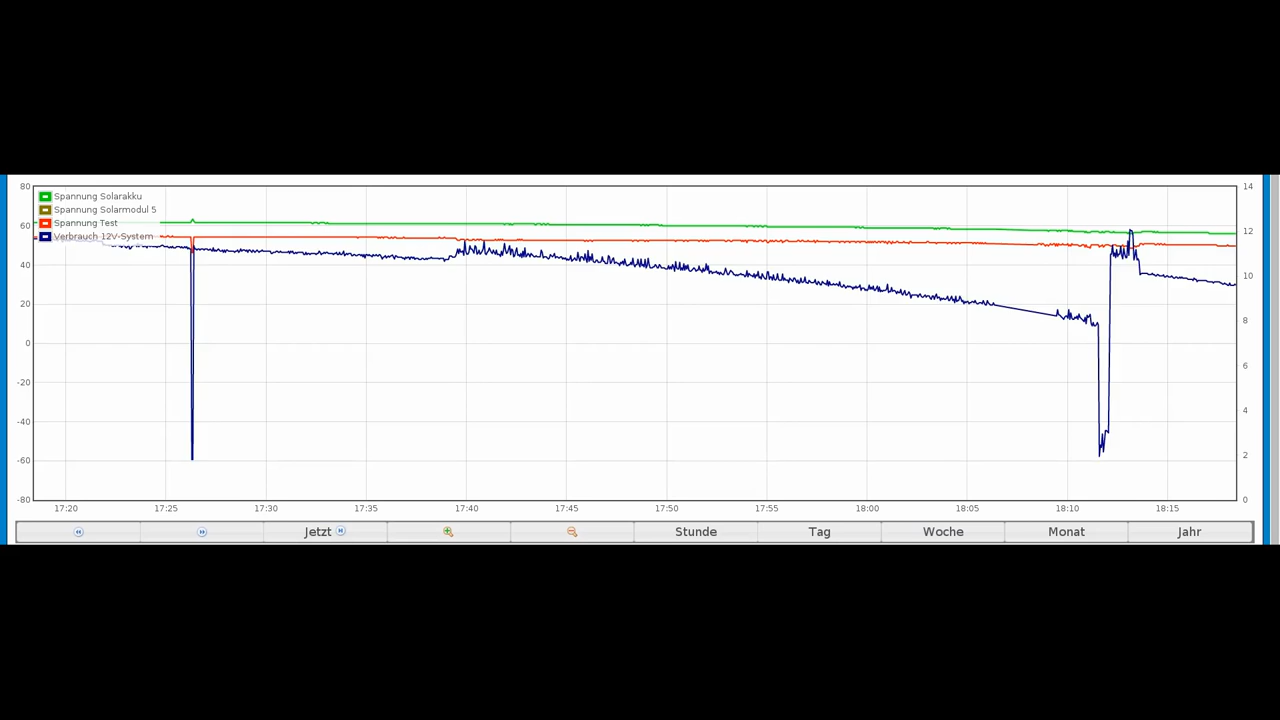 80
60
40
20
0
-20
-40
-60
-80
Spannung Solarakku
Spannung Solarmodul 5
Spannung Test
Verbrauch 12V-System
14
12
10
8
6
4
2
0
17:20 17:25 17:30 17:35 17:40 17:45 17:50 17:55 18:00 18:05 18:10 18:15
Jetzt Stunde Tag Woche Monat Jahr